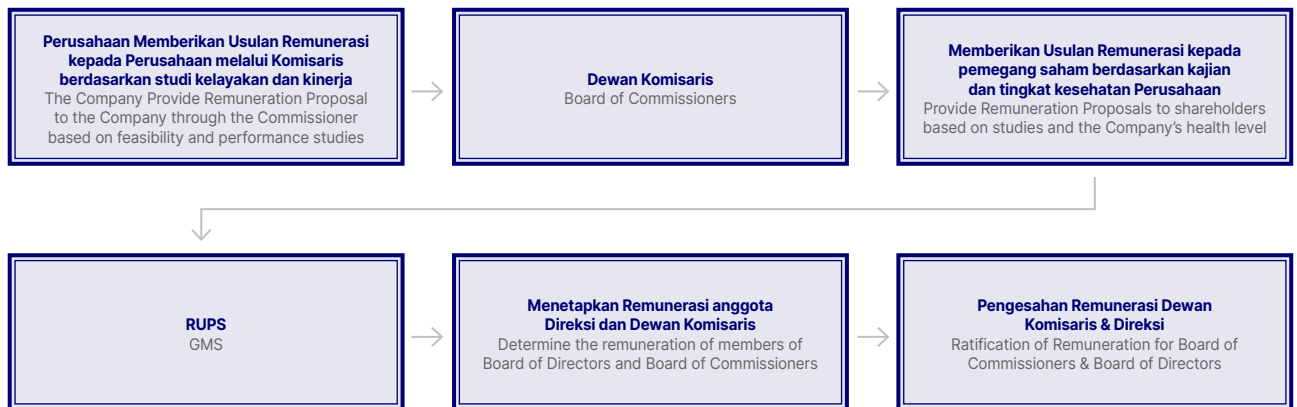 Perusahaan Memberikan Usulan Remunerasi
kepada Perusahaan melalui Komisaris
berdasarkan studi kelayakan dan kinerja
The Company Provide Remuneration Proposal
to the Company through the Commissioner
based on feasibility and performance studies
Dewan Komisaris
Board of Commissioners
Memberikan Usulan Remunerasi kepada
pemegang saham berdasarkan kajian
dan tingkat kesehatan Perusahaan
Provide Remuneration Proposals to shareholders
based on studies and the Company's health level
RUPS
GMS
Menetapkan Remunerasi anggota
Direksi dan Dewan Komisaris
Determine the remuneration of members of
Board of Directors and Board of Commissioners
Pengesahan Remunerasi Dewan
Komisaris & Direksi
Ratification of Remuneration for Board of
Commissioners & Board of Directors